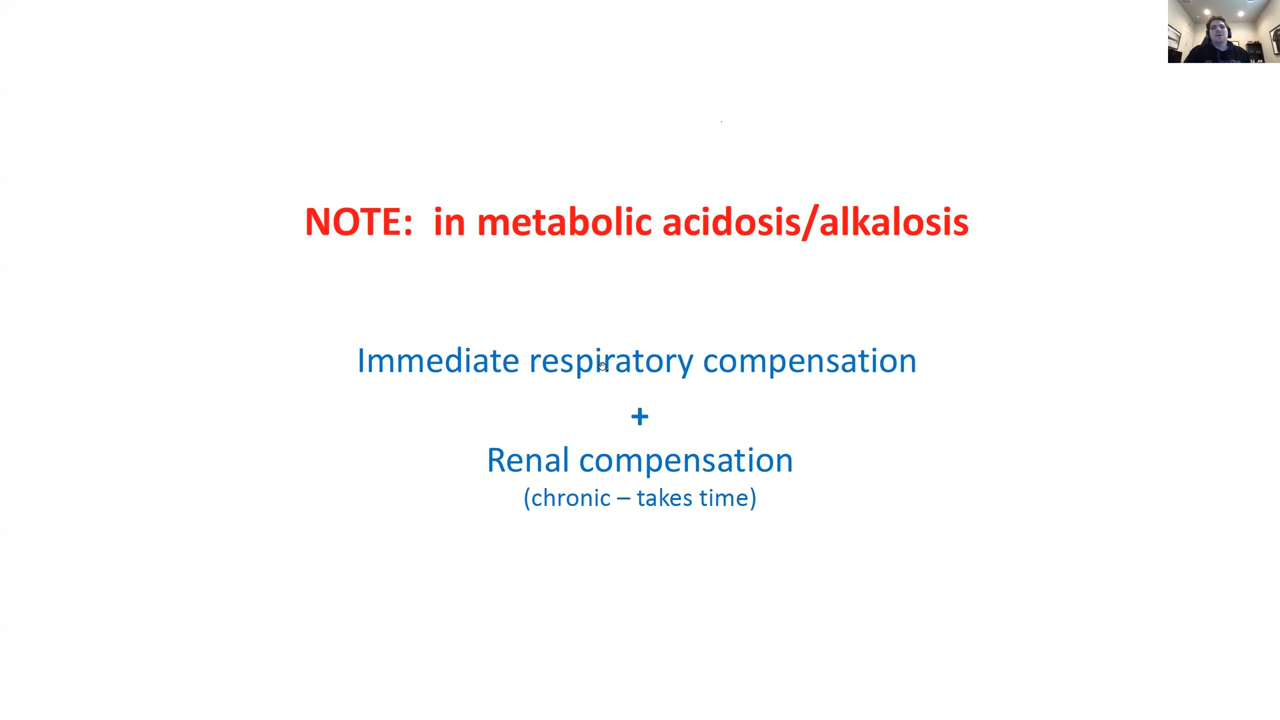 NOTE:  in metabolic acidosis/alkalosis
Immediate respiratory compensation
+
Renal compensation
(chronic – takes time)